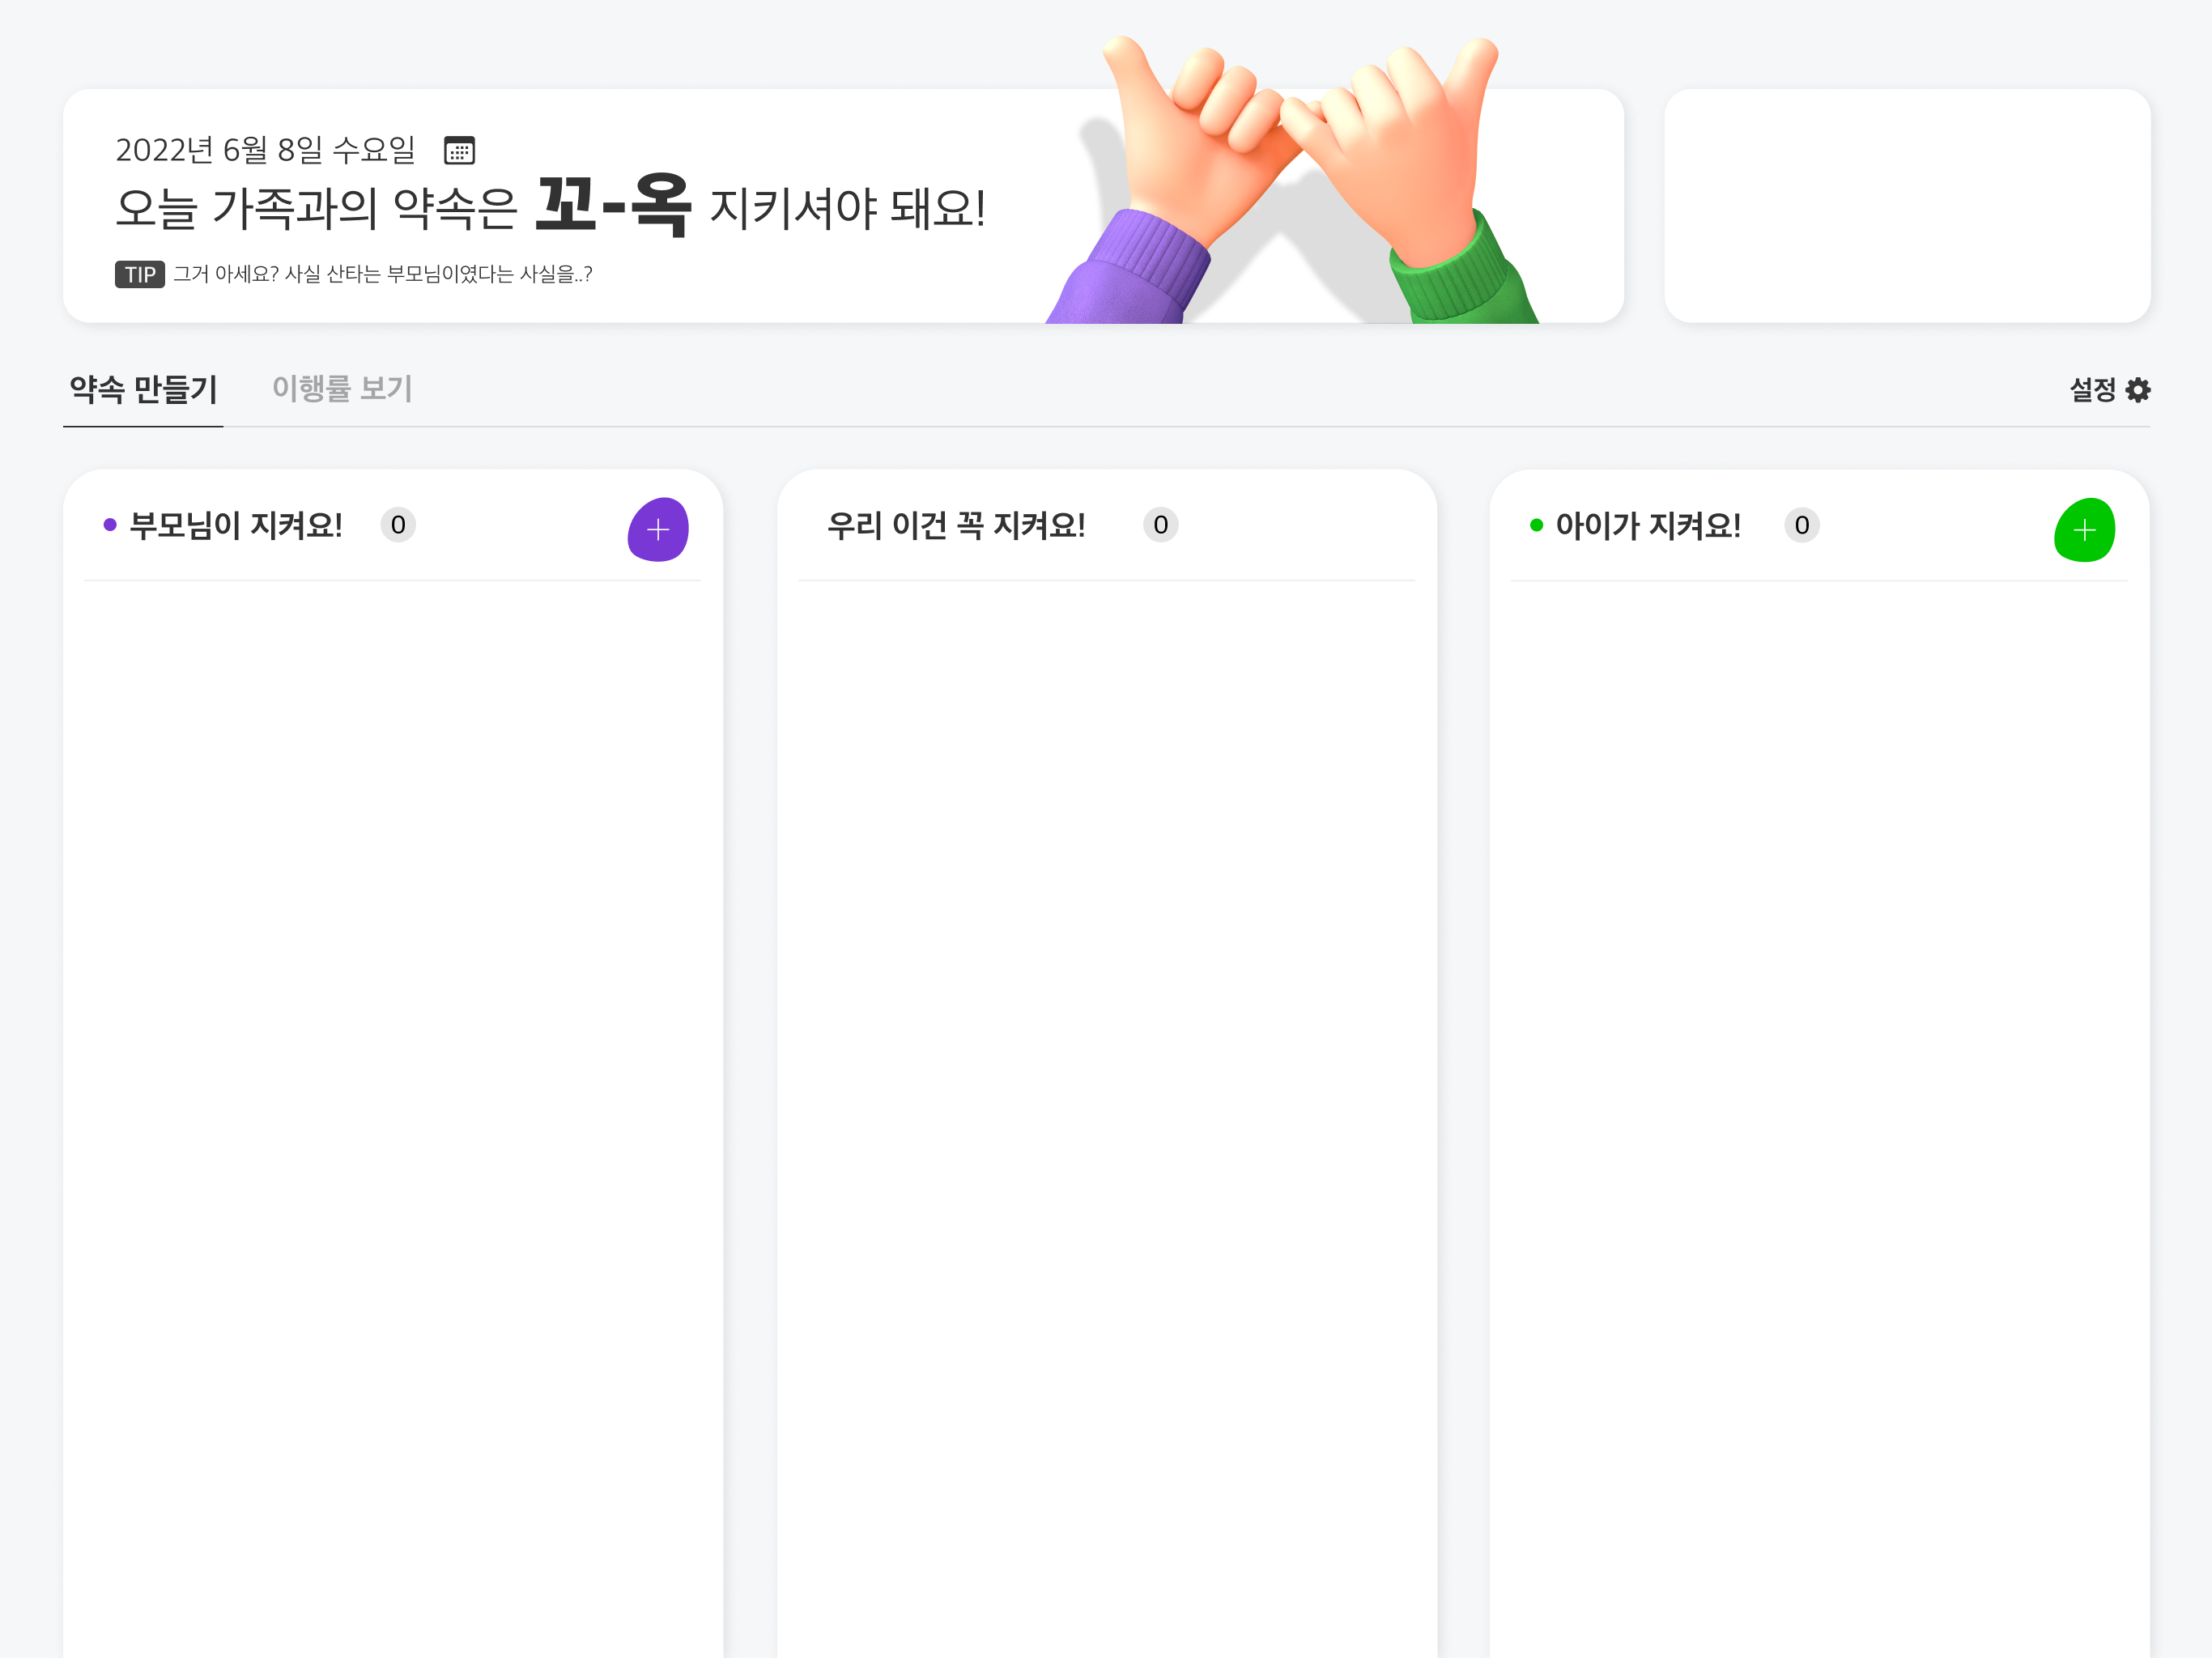 2022년 6월 8일 수요일
오늘 가족과의 약속은 꼬-옥 지키셔야 돼요!
TIP 그거 아세요? 사실 산타는 부모님이였다는 사실을..?
약속 만들기 이행률 보기 설정
부모님이 지켜요! 0
우리 이건 꼭 지켜요! 0
아이가 지켜요! 0